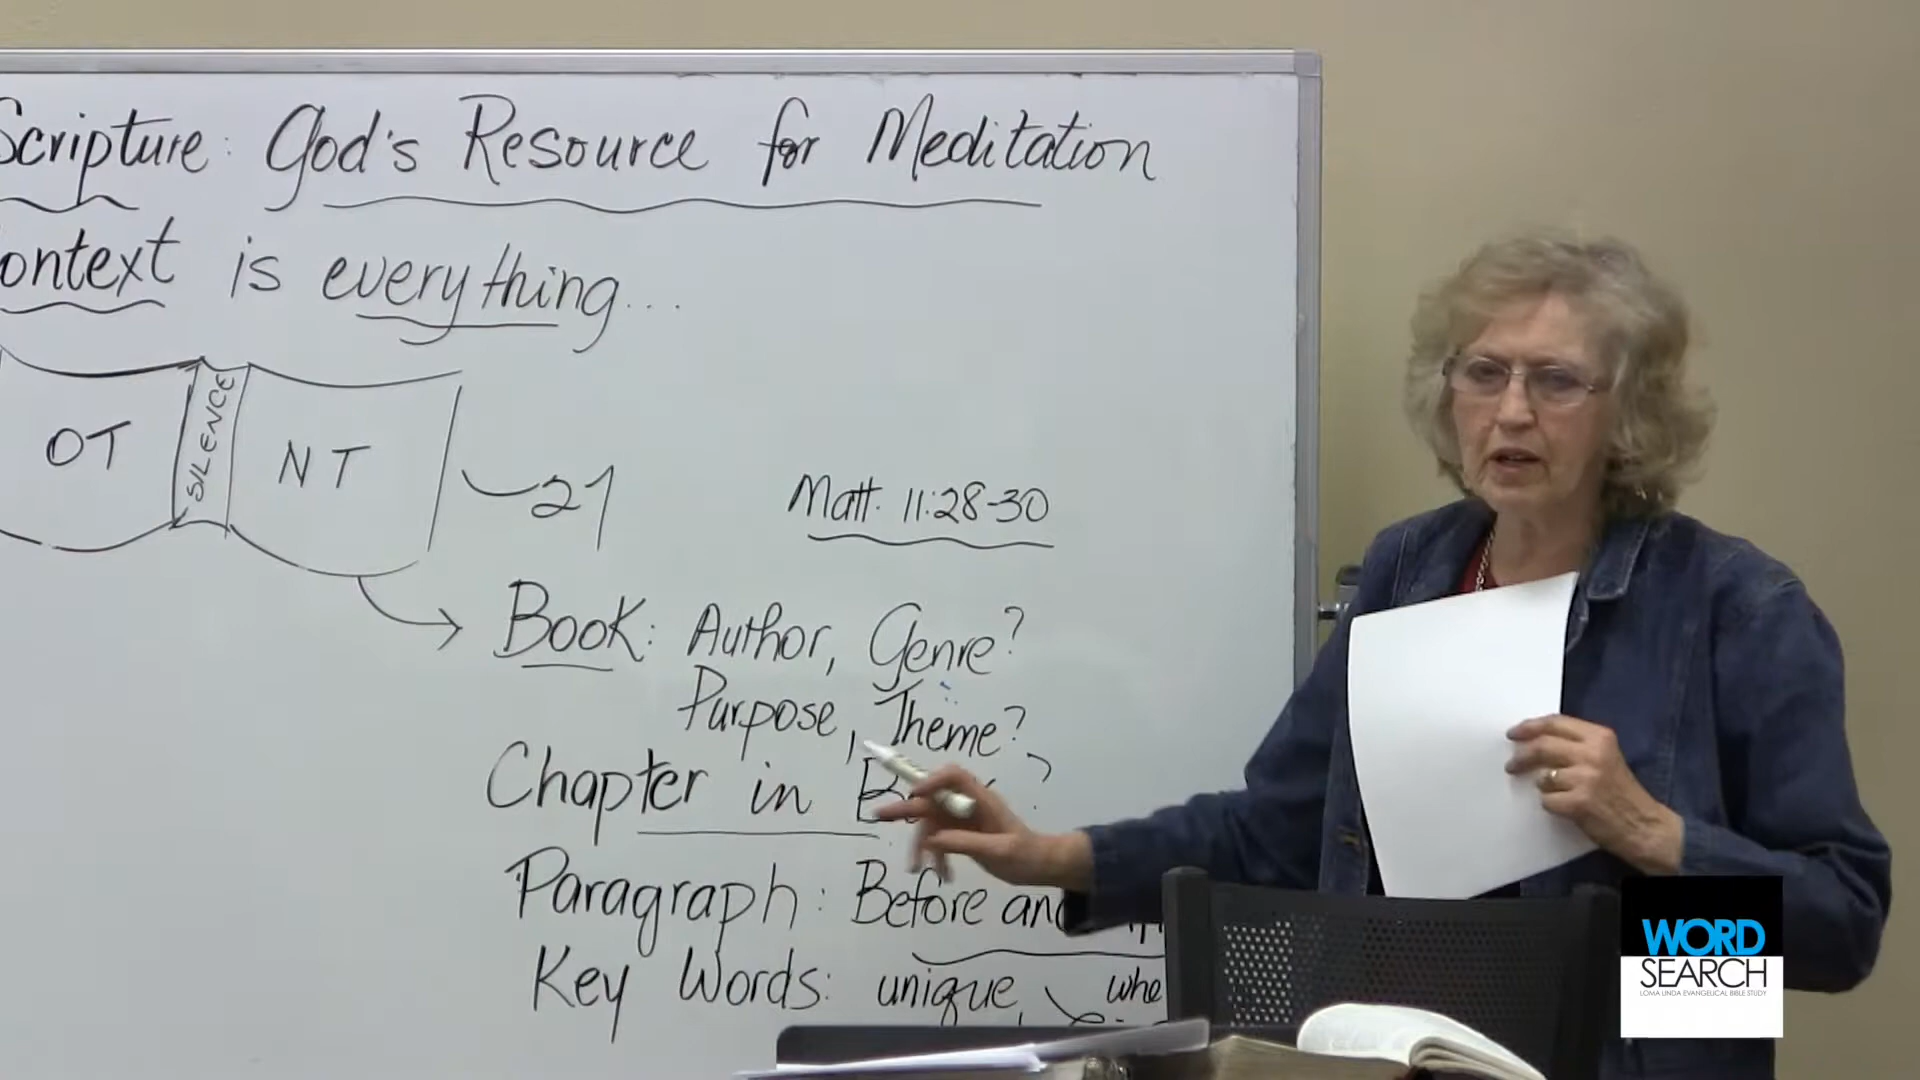 Scripture: God's Resource for Meditation
ontext is everything...
OT
SILENCE
NT
27
Matt. 11:28-30
Book: Author, Genre?
Purpose, Theme?
Chapter in ?
Paragraph: Before and
Key Words: unique,
WORD
SEARCH
LOMA LINDA EVANGELICAL BIBLE STUDY